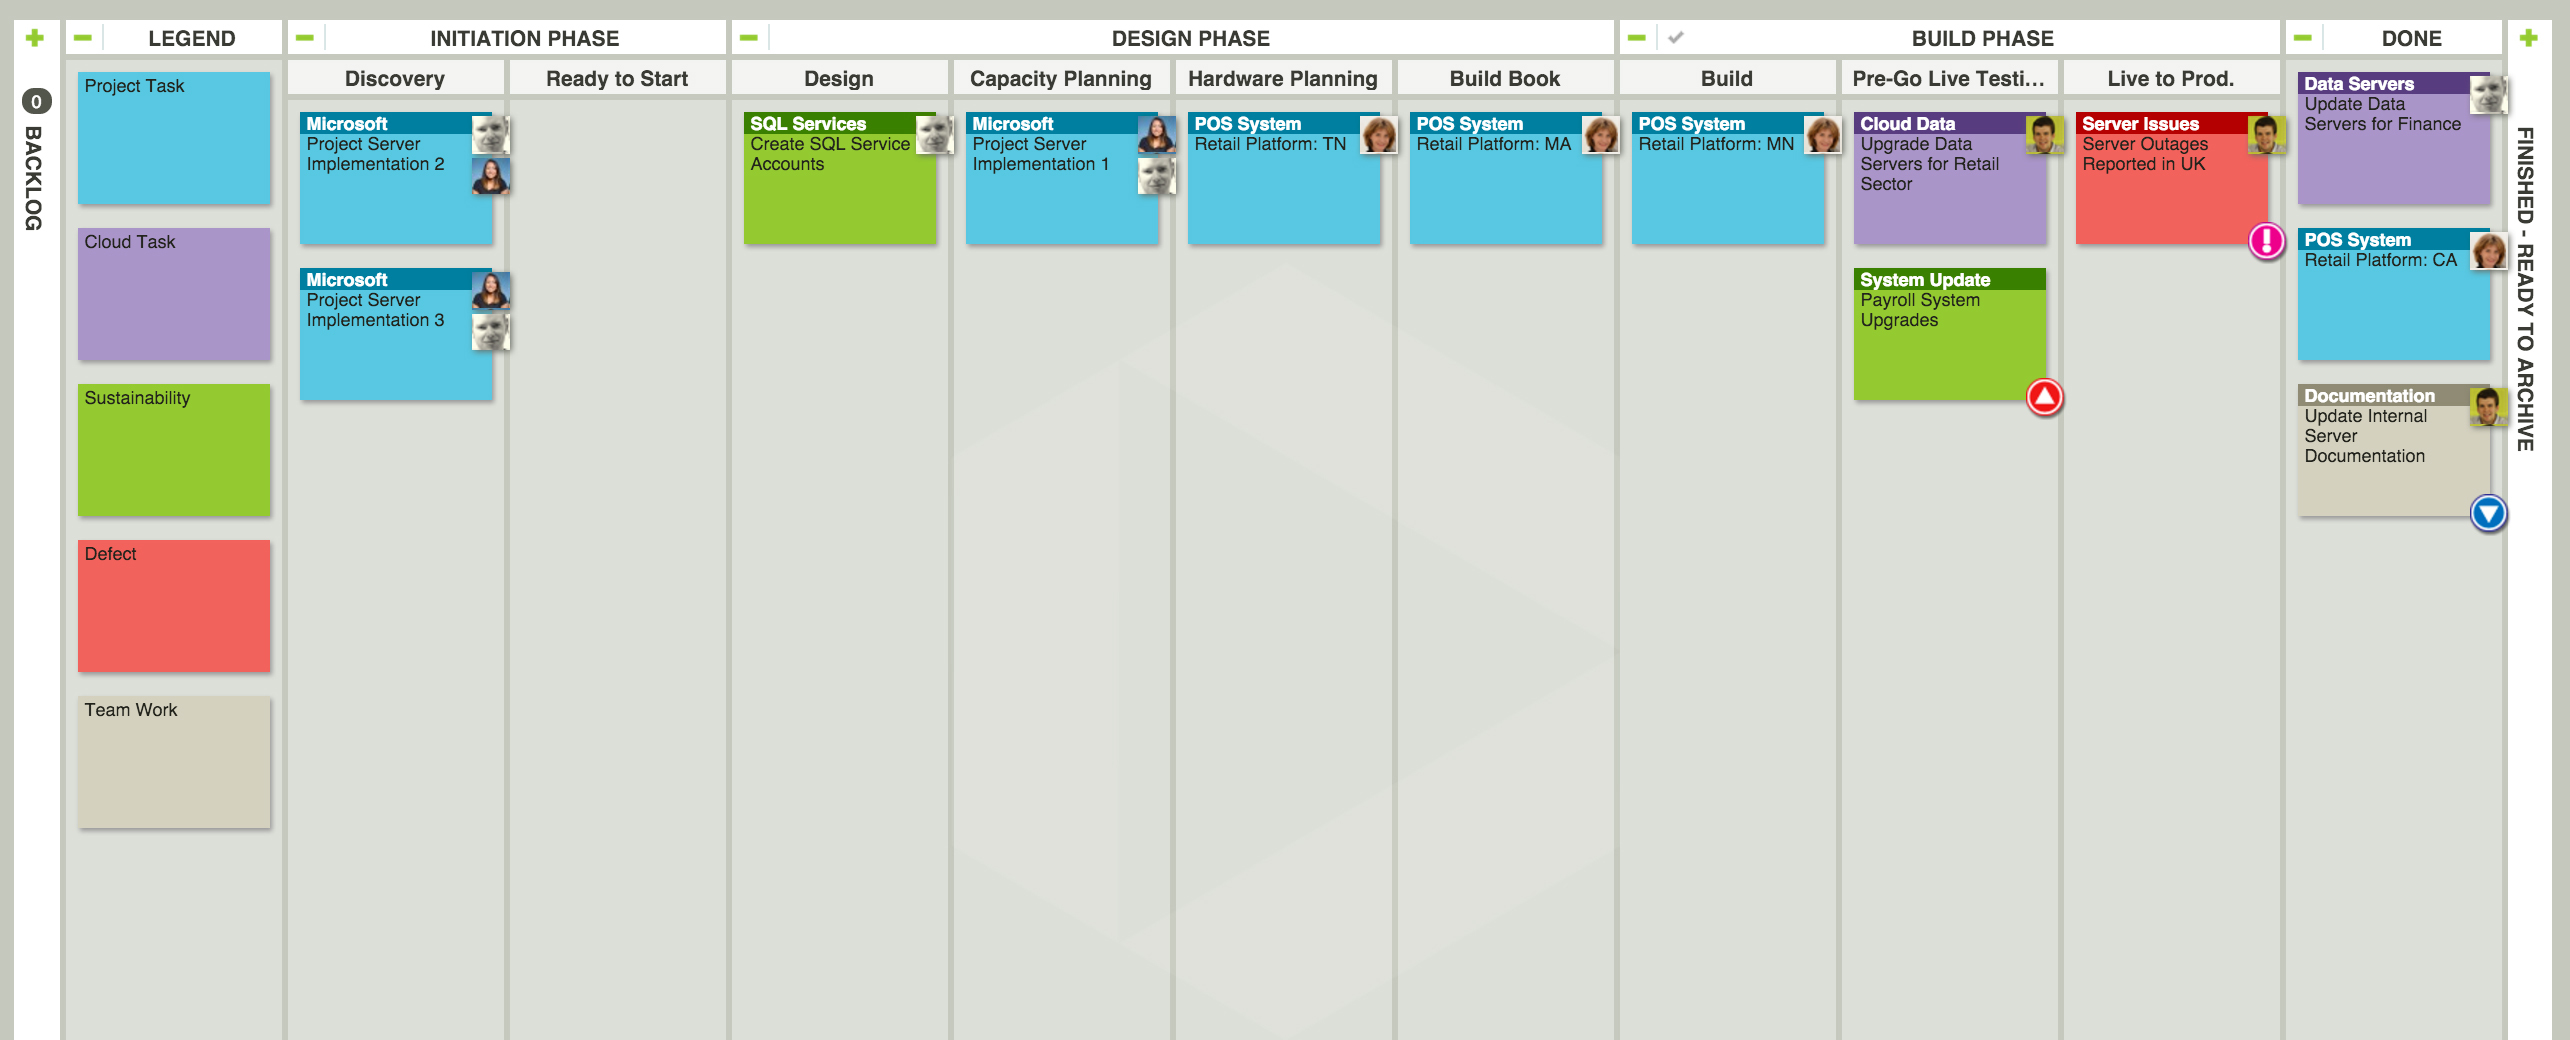 LEGEND
INITIATION PHASE
DESIGN PHASE
BUILD PHASE
DONE
0 BACKLOG
Project Task
Cloud Task
Sustainability
Defect
Team Work
Discovery
Microsoft
Project Server
Implementation 2
Microsoft
Project Server
Implementation 3
Ready to Start
Design
SQL Services
Create SQL Service
Accounts
Capacity Planning
Microsoft
Project Server
Implementation 1
Hardware Planning
POS System
Retail Platform: TN
Build Book
POS System
Retail Platform: MA
Build
POS System
Retail Platform: MN
Pre-Go Live Testi...
Cloud Data
Upgrade Data
Servers for Retail
Sector
System Update
Payroll System
Upgrades
Live to Prod.
Server Issues
Server Outages
Reported in UK
Data Servers
Update Data
Servers for Finance
POS System
Retail Platform: CA
Documentation
Update Internal
Server
Documentation
FINISHED - READY TO ARCHIVE